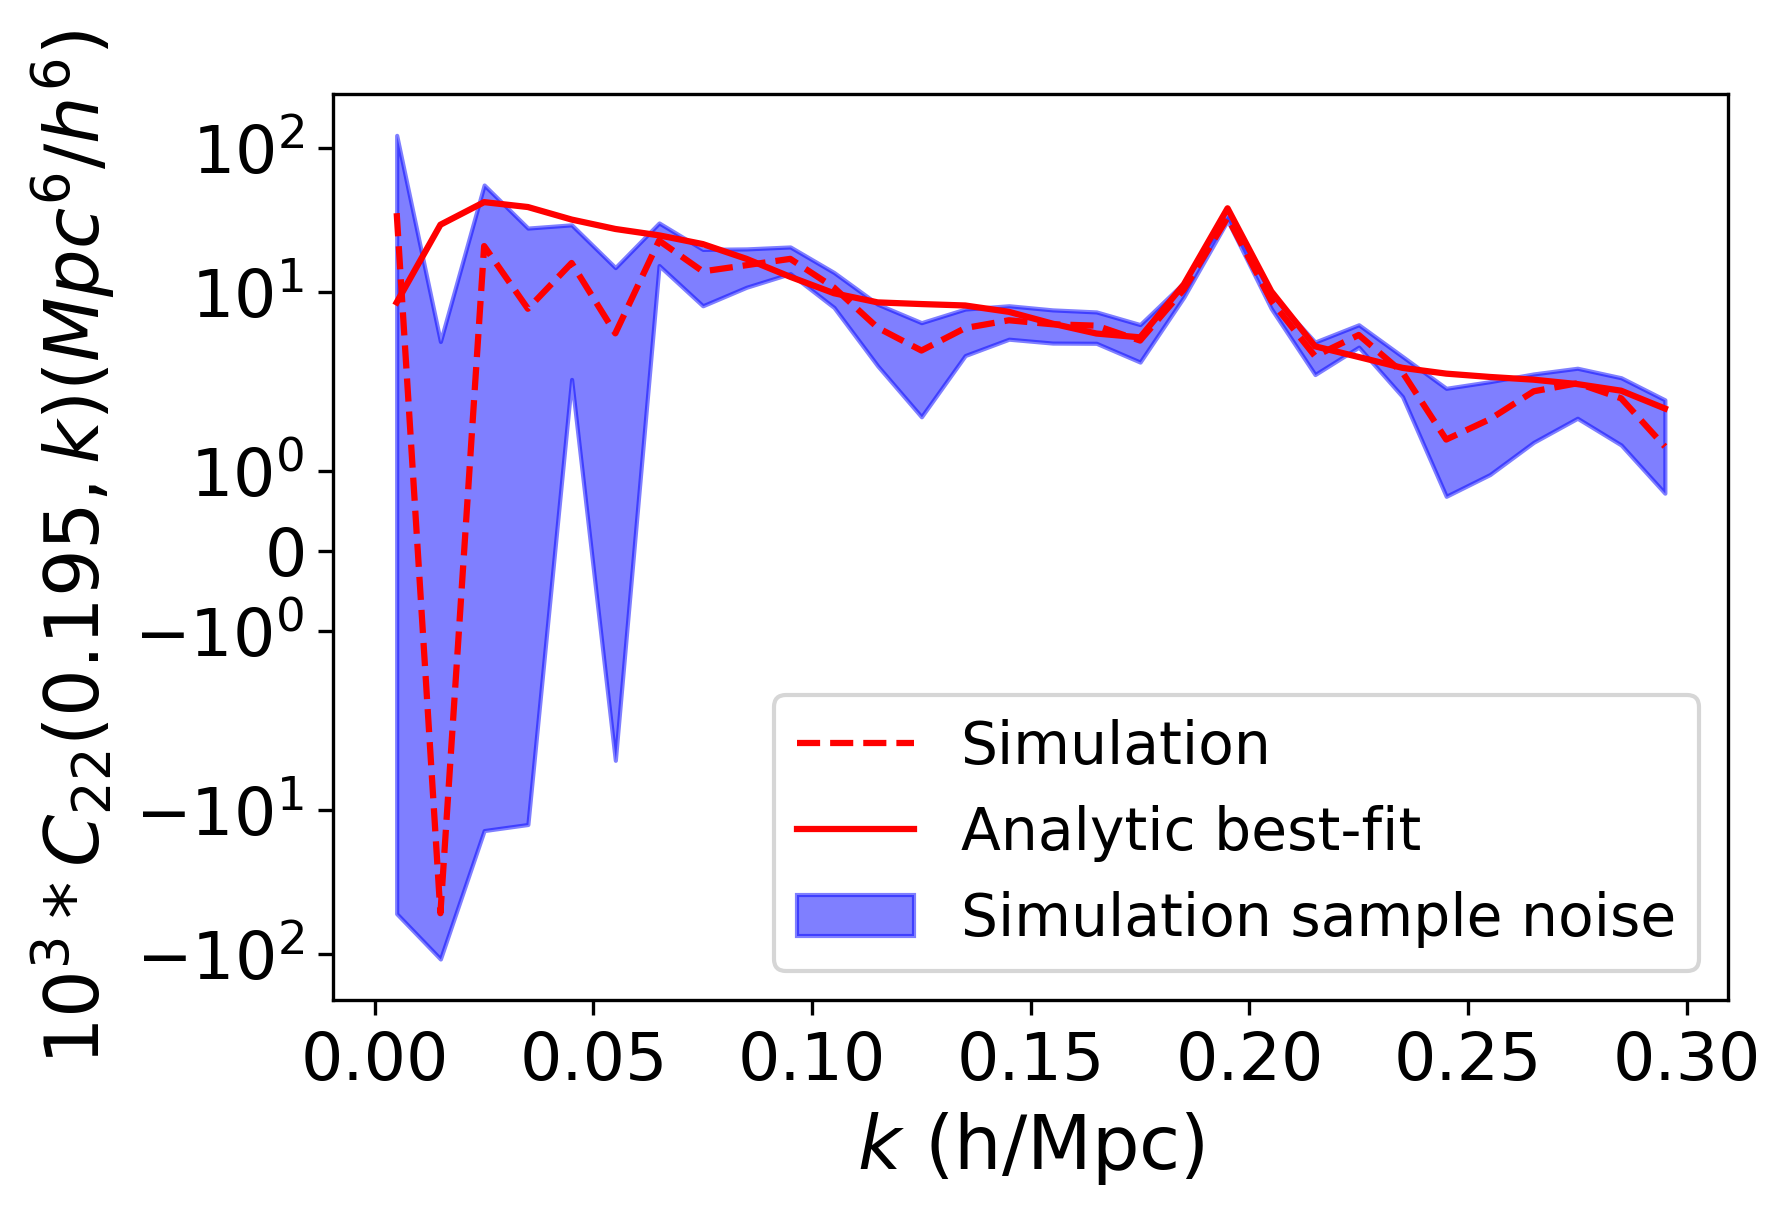 10³ * C₂₂(0.195, k)(Mpc⁶/h⁶)
10²
10¹
10⁰
0
−10⁰
−10¹
−10²
Simulation
Analytic best-fit
Simulation sample noise
0.00 0.05 0.10 0.15 0.20 0.25 0.30
k (h/Mpc)